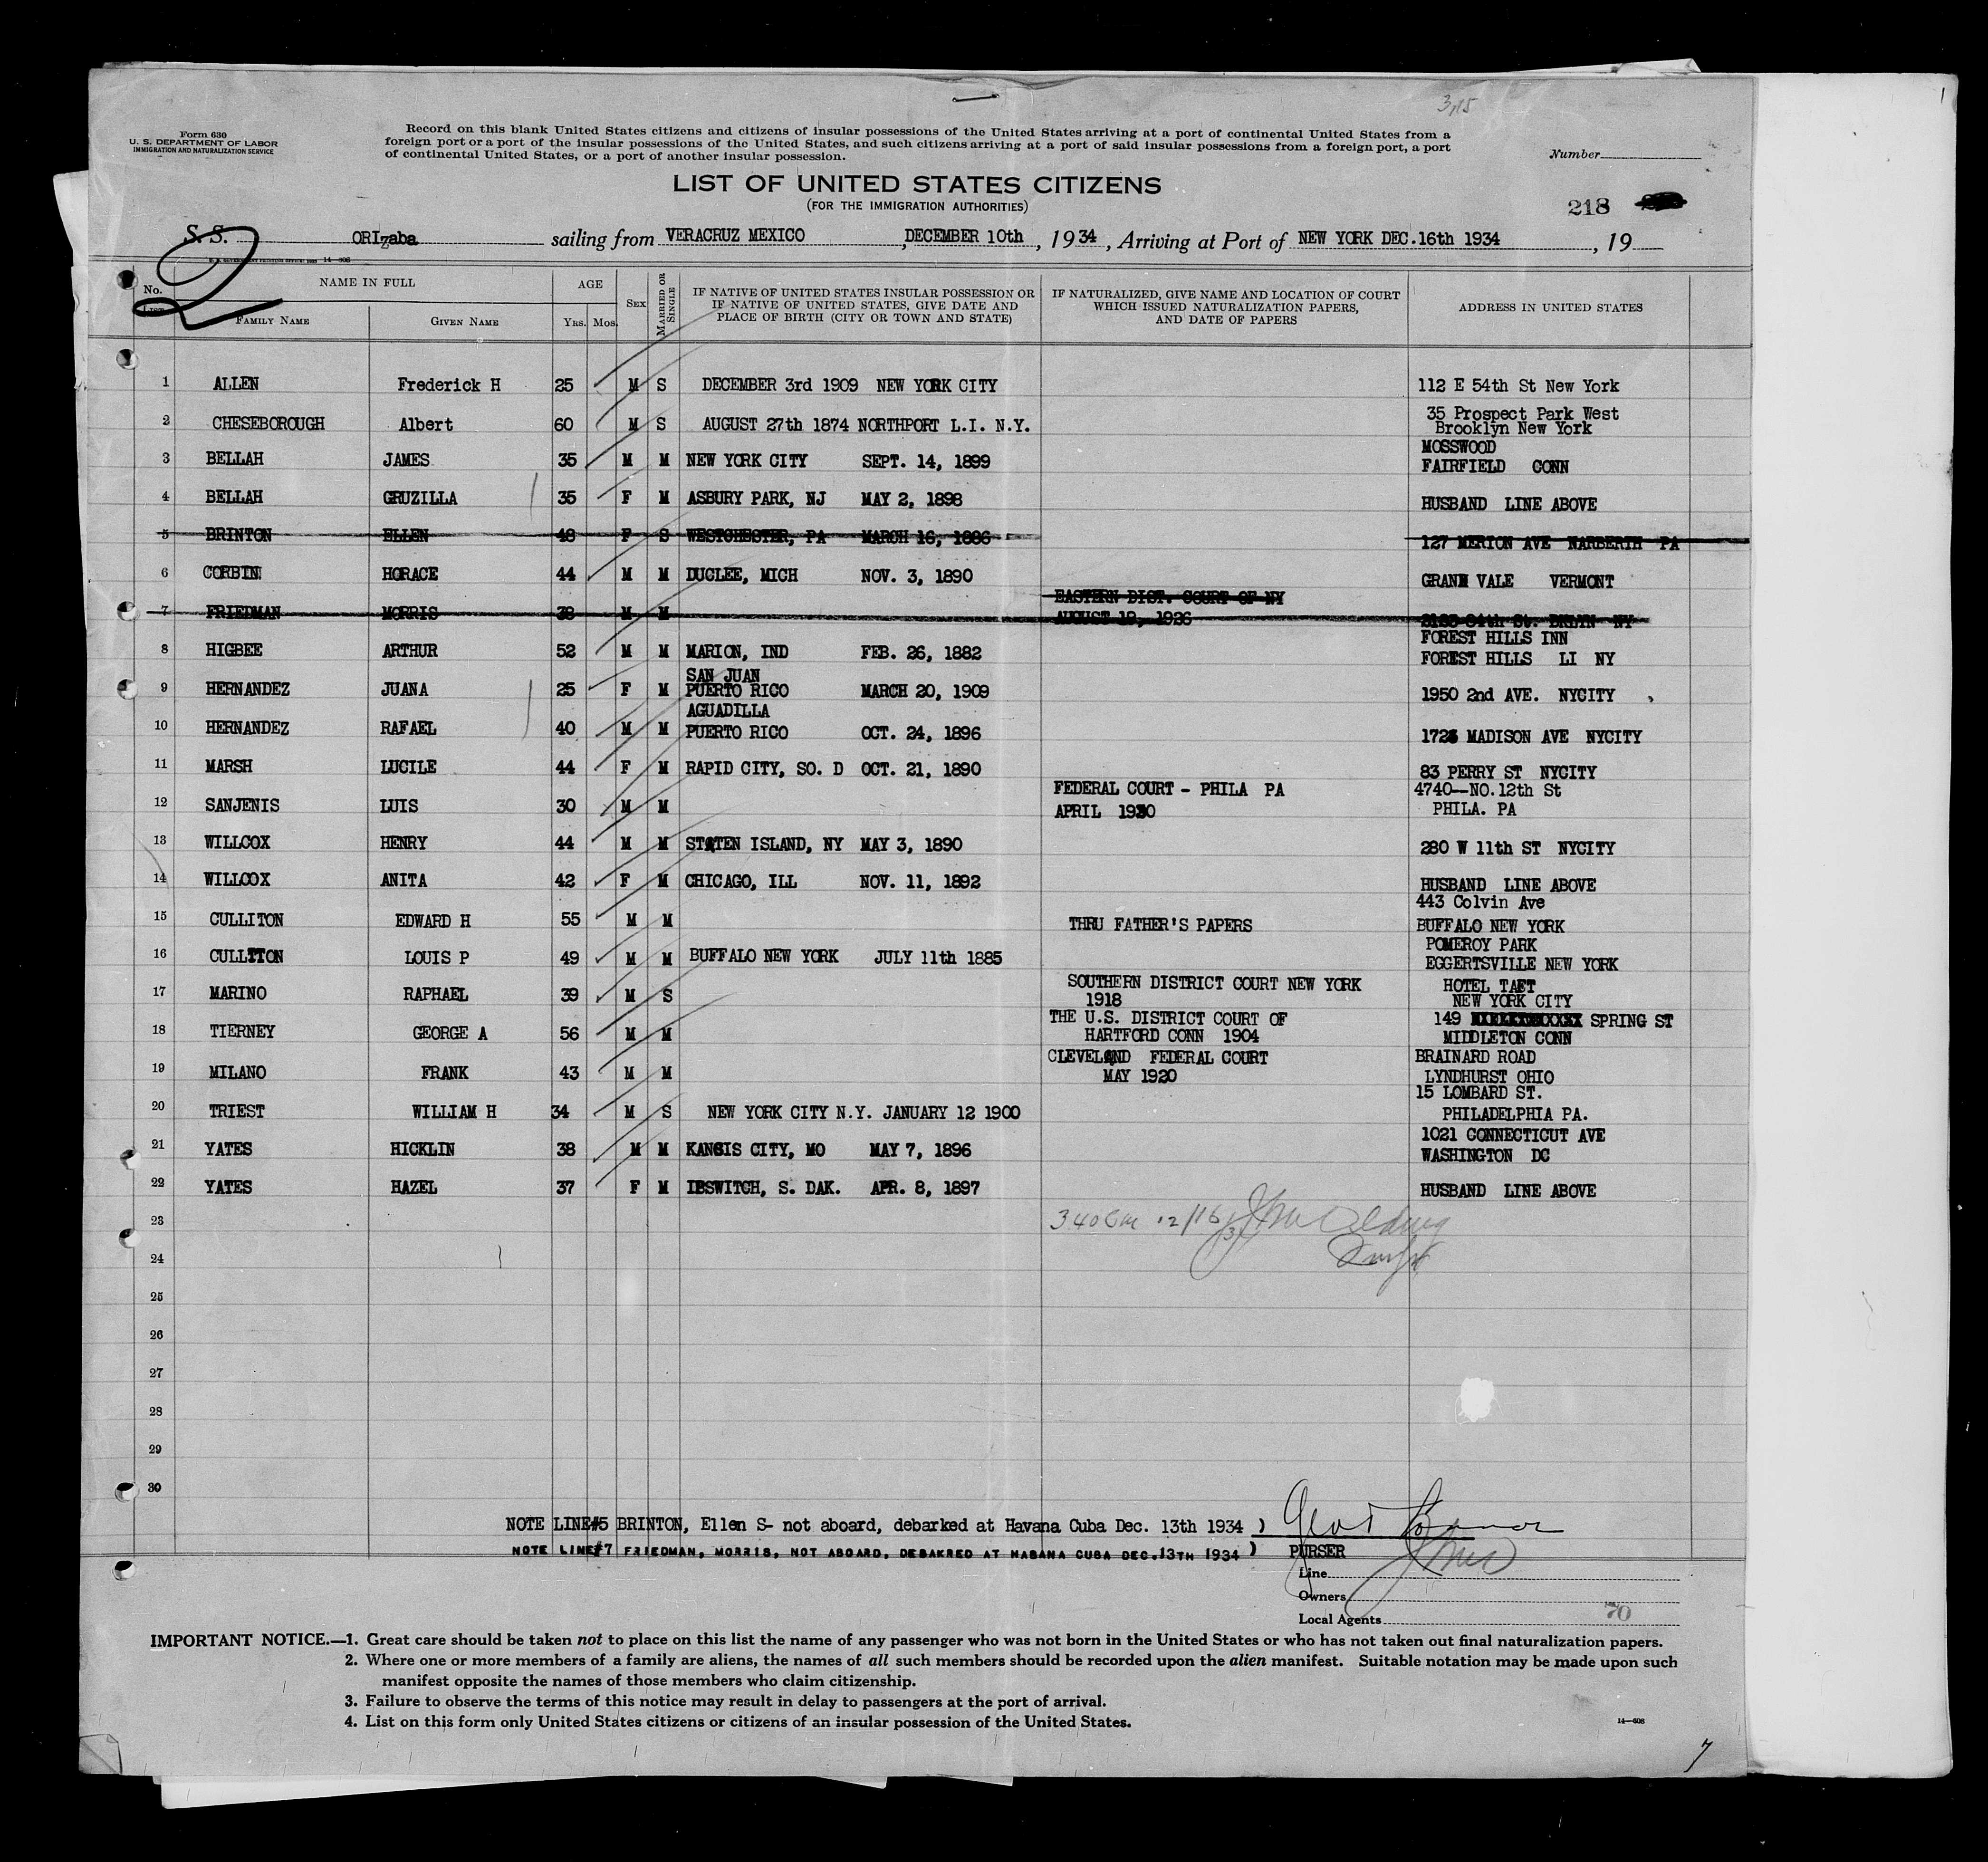 3/15
Form 630
U. S. DEPARTMENT OF LABOR
IMMIGRATION AND NATURALIZATION SERVICE
Record on this blank United States citizens and citizens of insular possessions of the United States arriving at a port of continental United States from a
foreign port or a port of the insular possessions of the United States, and such citizens arriving at a port of said insular possessions from a foreign port, a port
of continental United States, or a port of another insular possession.
Number
LIST OF UNITED STATES CITIZENS
(FOR THE IMMIGRATION AUTHORITIES)
218
S. S. ORIzaba sailing from VERACRUZ MEXICO , DECEMBER 10th , 1934 , Arriving at Port of NEW YORK DEC.16th 1934 , 19
2
No. NAME IN FULL AGE SEX MARRIED OR SINGLE IF NATIVE OF UNITED STATES INSULAR POSSESSION OR IF NATURALIZED, GIVE NAME AND LOCATION OF COURT ADDRESS IN UNITED STATES
IF NATIVE OF UNITED STATES, GIVE DATE AND WHICH ISSUED NATURALIZATION PAPERS,
LIST FAMILY NAME GIVEN NAME YRS. MOS. PLACE OF BIRTH (CITY OR TOWN AND STATE) AND DATE OF PAPERS
1 ALLEN Frederick H 25 M S DECEMBER 3rd 1909 NEW YORK CITY 112 E 54th St New York
2 CHESEBOROUGH Albert 60 M S AUGUST 27th 1874 NORTHPORT L.I. N.Y. 35 Prospect Park West
Brooklyn New York
MOSSWOOD
3 BELLAH JAMES 35 M M NEW YORK CITY SEPT. 14, 1899 FAIRFIELD CONN
4 BELLAH GRUZILLA 35 F M ASBURY PARK, NJ MAY 2, 1898 HUSBAND LINE ABOVE
5 BRINTON ELLEN 48 F S WESTCHESTER, PA MARCH 16, 1886 127 MERION AVE NARBERTH PA
6 CORBIN HORACE 44 M M DUGLEE, MICH NOV. 3, 1890 GRAND VALE VERMONT
EASTERN DIST. COURT OF NY
7 FRIEDMAN MORRIS 38 M M AUGUST 19, 1926 84th St. BKLYN NY
FOREST HILLS INN
8 HIGBEE ARTHUR 52 M M MARION, IND FEB. 26, 1882 FOREST HILLS LI NY
SAN JUAN
9 HERNANDEZ JUANA 25 F M PUERTO RICO MARCH 20, 1909 1950 2nd AVE. NYCITY
AGUADILLA
10 HERNANDEZ RAFAEL 40 M M PUERTO RICO OCT. 24, 1896 1725 MADISON AVE NYCITY
11 MARSH LUCILE 44 F M RAPID CITY, SO. D OCT. 21, 1890 83 PERRY ST NYCITY
FEDERAL COURT - PHILA PA 4740—NO.12th St
12 SANJENIS LUIS 30 M M APRIL 1930 PHILA. PA
13 WILLCOX HENRY 44 M M STATEN ISLAND, NY MAY 3, 1890 280 W 11th ST NYCITY
14 WILLCOX ANITA 42 F M CHICAGO, ILL NOV. 11, 1892 HUSBAND LINE ABOVE
443 Colvin Ave
15 CULLITON EDWARD H 55 M M THRU FATHER'S PAPERS BUFFALO NEW YORK
POMEROY PARK
16 CULLITON LOUIS P 49 M M BUFFALO NEW YORK JULY 11th 1885 EGGERTSVILLE NEW YORK
SOUTHERN DISTRICT COURT NEW YORK HOTEL TAFT
17 MARINO RAPHAEL 39 M S 1918 NEW YORK CITY
THE U.S. DISTRICT COURT OF 149 SPRING ST
18 TIERNEY GEORGE A 56 M M HARTFORD CONN 1904 MIDDLETON CONN
CLEVELAND FEDERAL COURT BRAINARD ROAD
19 MILANO FRANK 43 M M MAY 1920 LYNDHURST OHIO
15 LOMBARD ST.
20 TRIEST WILLIAM H 34 M S NEW YORK CITY N.Y. JANUARY 12 1900 PHILADELPHIA PA.
1021 CONNECTICUT AVE
21 YATES HICKLIN 38 M M KANSIS CITY, MO MAY 7, 1896 WASHINGTON DC
22 YATES HAZEL 37 F M IPSWITCH, S. DAK. APR. 8, 1897 HUSBAND LINE ABOVE
23
24
25
26
27
28
29
30
NOTE LINE#5 BRINTON, Ellen S- not aboard, debarked at Havana Cuba Dec. 13th 1934 )
NOTE LINE#7 FRIEDMAN, MORRIS, NOT ABOARD, DEBAKRED AT HABANA CUBA DEC.13TH 1934 ) PURSER
Line
Owners
Local Agents 70
IMPORTANT NOTICE.—1. Great care should be taken not to place on this list the name of any passenger who was not born in the United States or who has not taken out final naturalization papers.
2. Where one or more members of a family are aliens, the names of all such members should be recorded upon the alien manifest. Suitable notation may be made upon such
manifest opposite the names of those members who claim citizenship.
3. Failure to observe the terms of this notice may result in delay to passengers at the port of arrival.
4. List on this form only United States citizens or citizens of an insular possession of the United States.
14—608
7